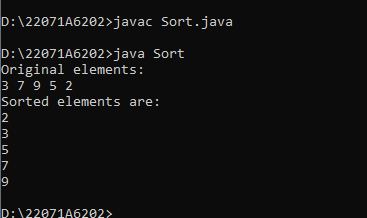 D:\22071A6202>javac Sort.java
D:\22071A6202>java Sort
Original elements:
3 7 9 5 2
Sorted elements are:
2
3
5
7
9
D:\22071A6202>